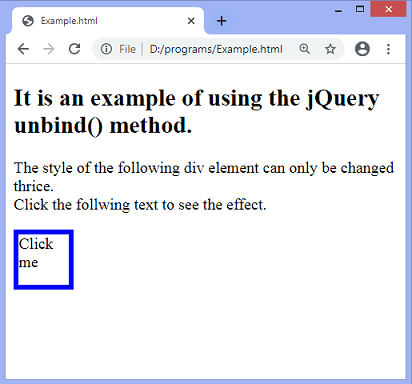 Example.html
File D:/programs/Example.html
It is an example of using the jQuery
unbind() method.
The style of the following div element can only be changed
thrice.
Click the follwing text to see the effect.
Click
me